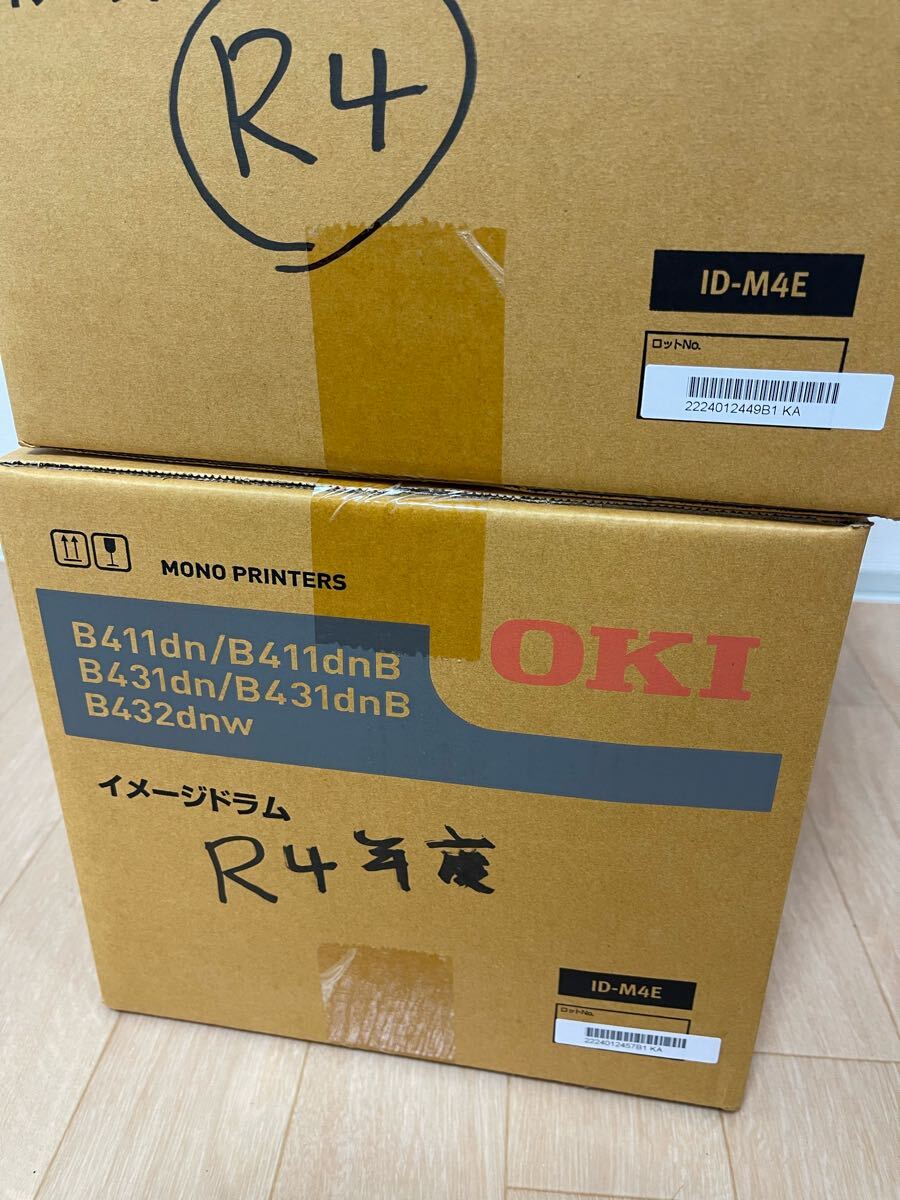 R4
ID-M4E
ロットNo.
2224012449B1 KA
MONO PRINTERS
B411dn/B411dnB
B431dn/B431dnB
B432dnw
OKI
イメージドラム
R4年度
ID-M4E
ロットNo.
2224012457B1 KA